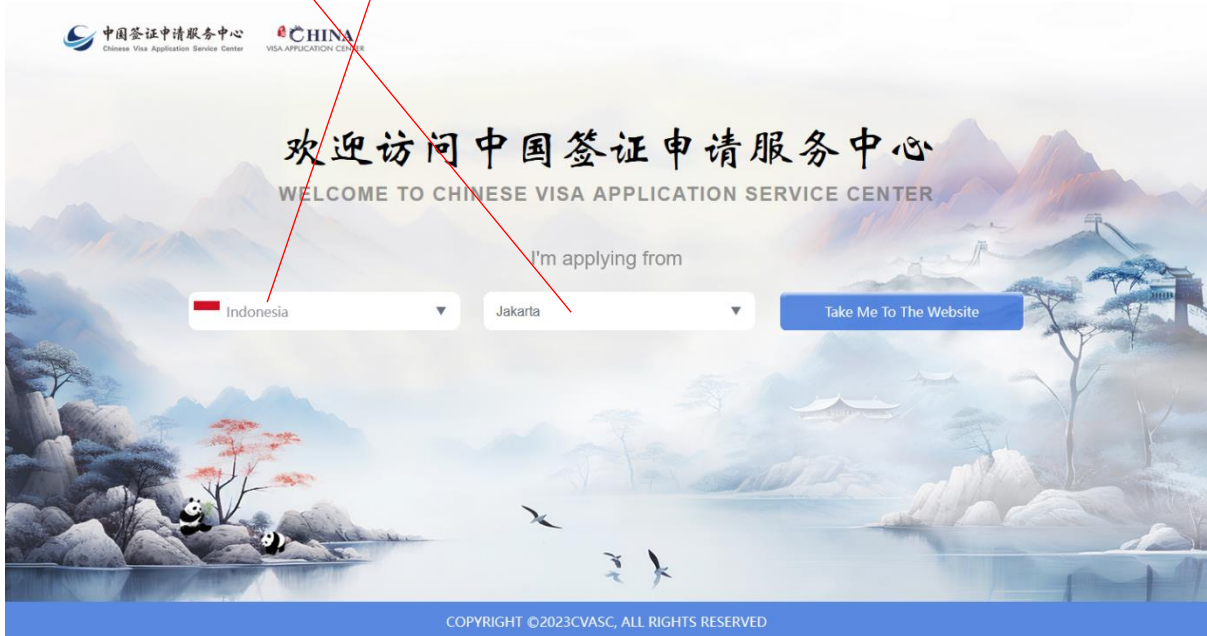 中国签证申请服务中心
Chinese Visa Application Service Center
CHINA
VISA APPLICATION CENTER
欢迎访问中国签证申请服务中心
WELCOME TO CHINESE VISA APPLICATION SERVICE CENTER
I'm applying from
Indonesia ▼ Jakarta ▼ Take Me To The Website
COPYRIGHT ©2023CVASC, ALL RIGHTS RESERVED